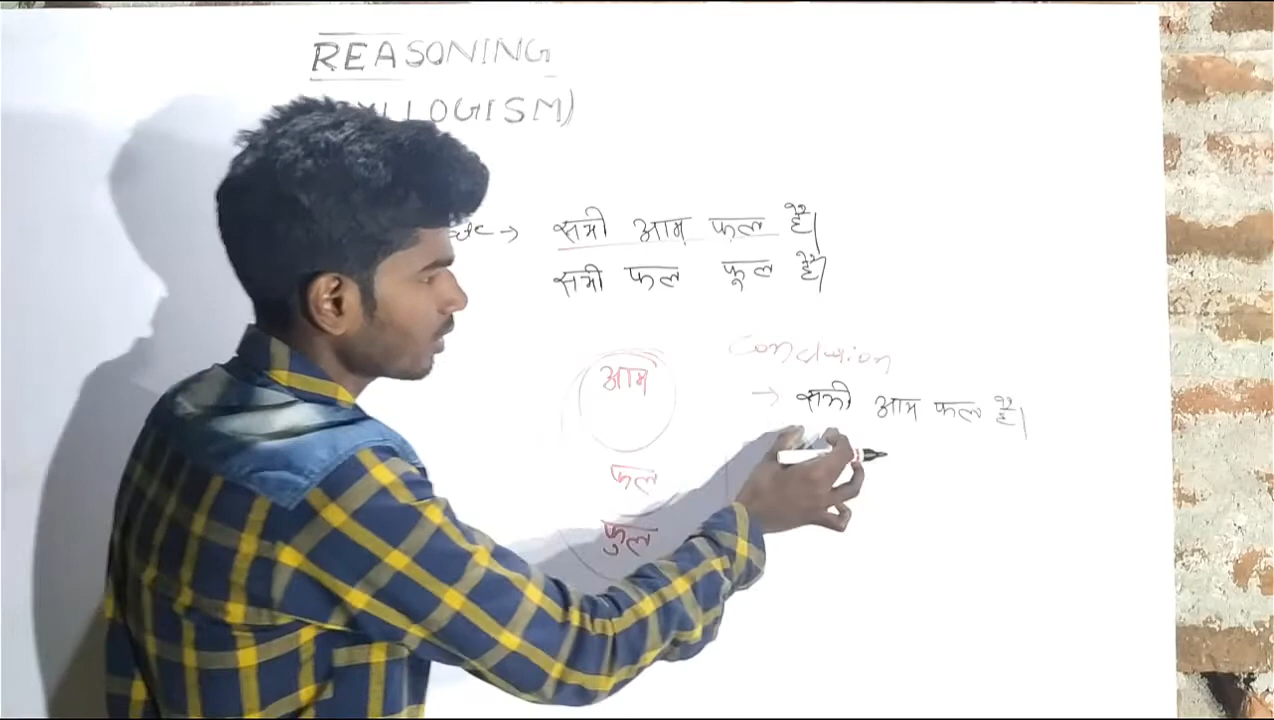 REASONING
LLOGISM)
→ सभी आम फल हैं।
सभी फल फूल हैं।
आम
फल
फुल
Conclusion
→ सभी आम फल हैं।